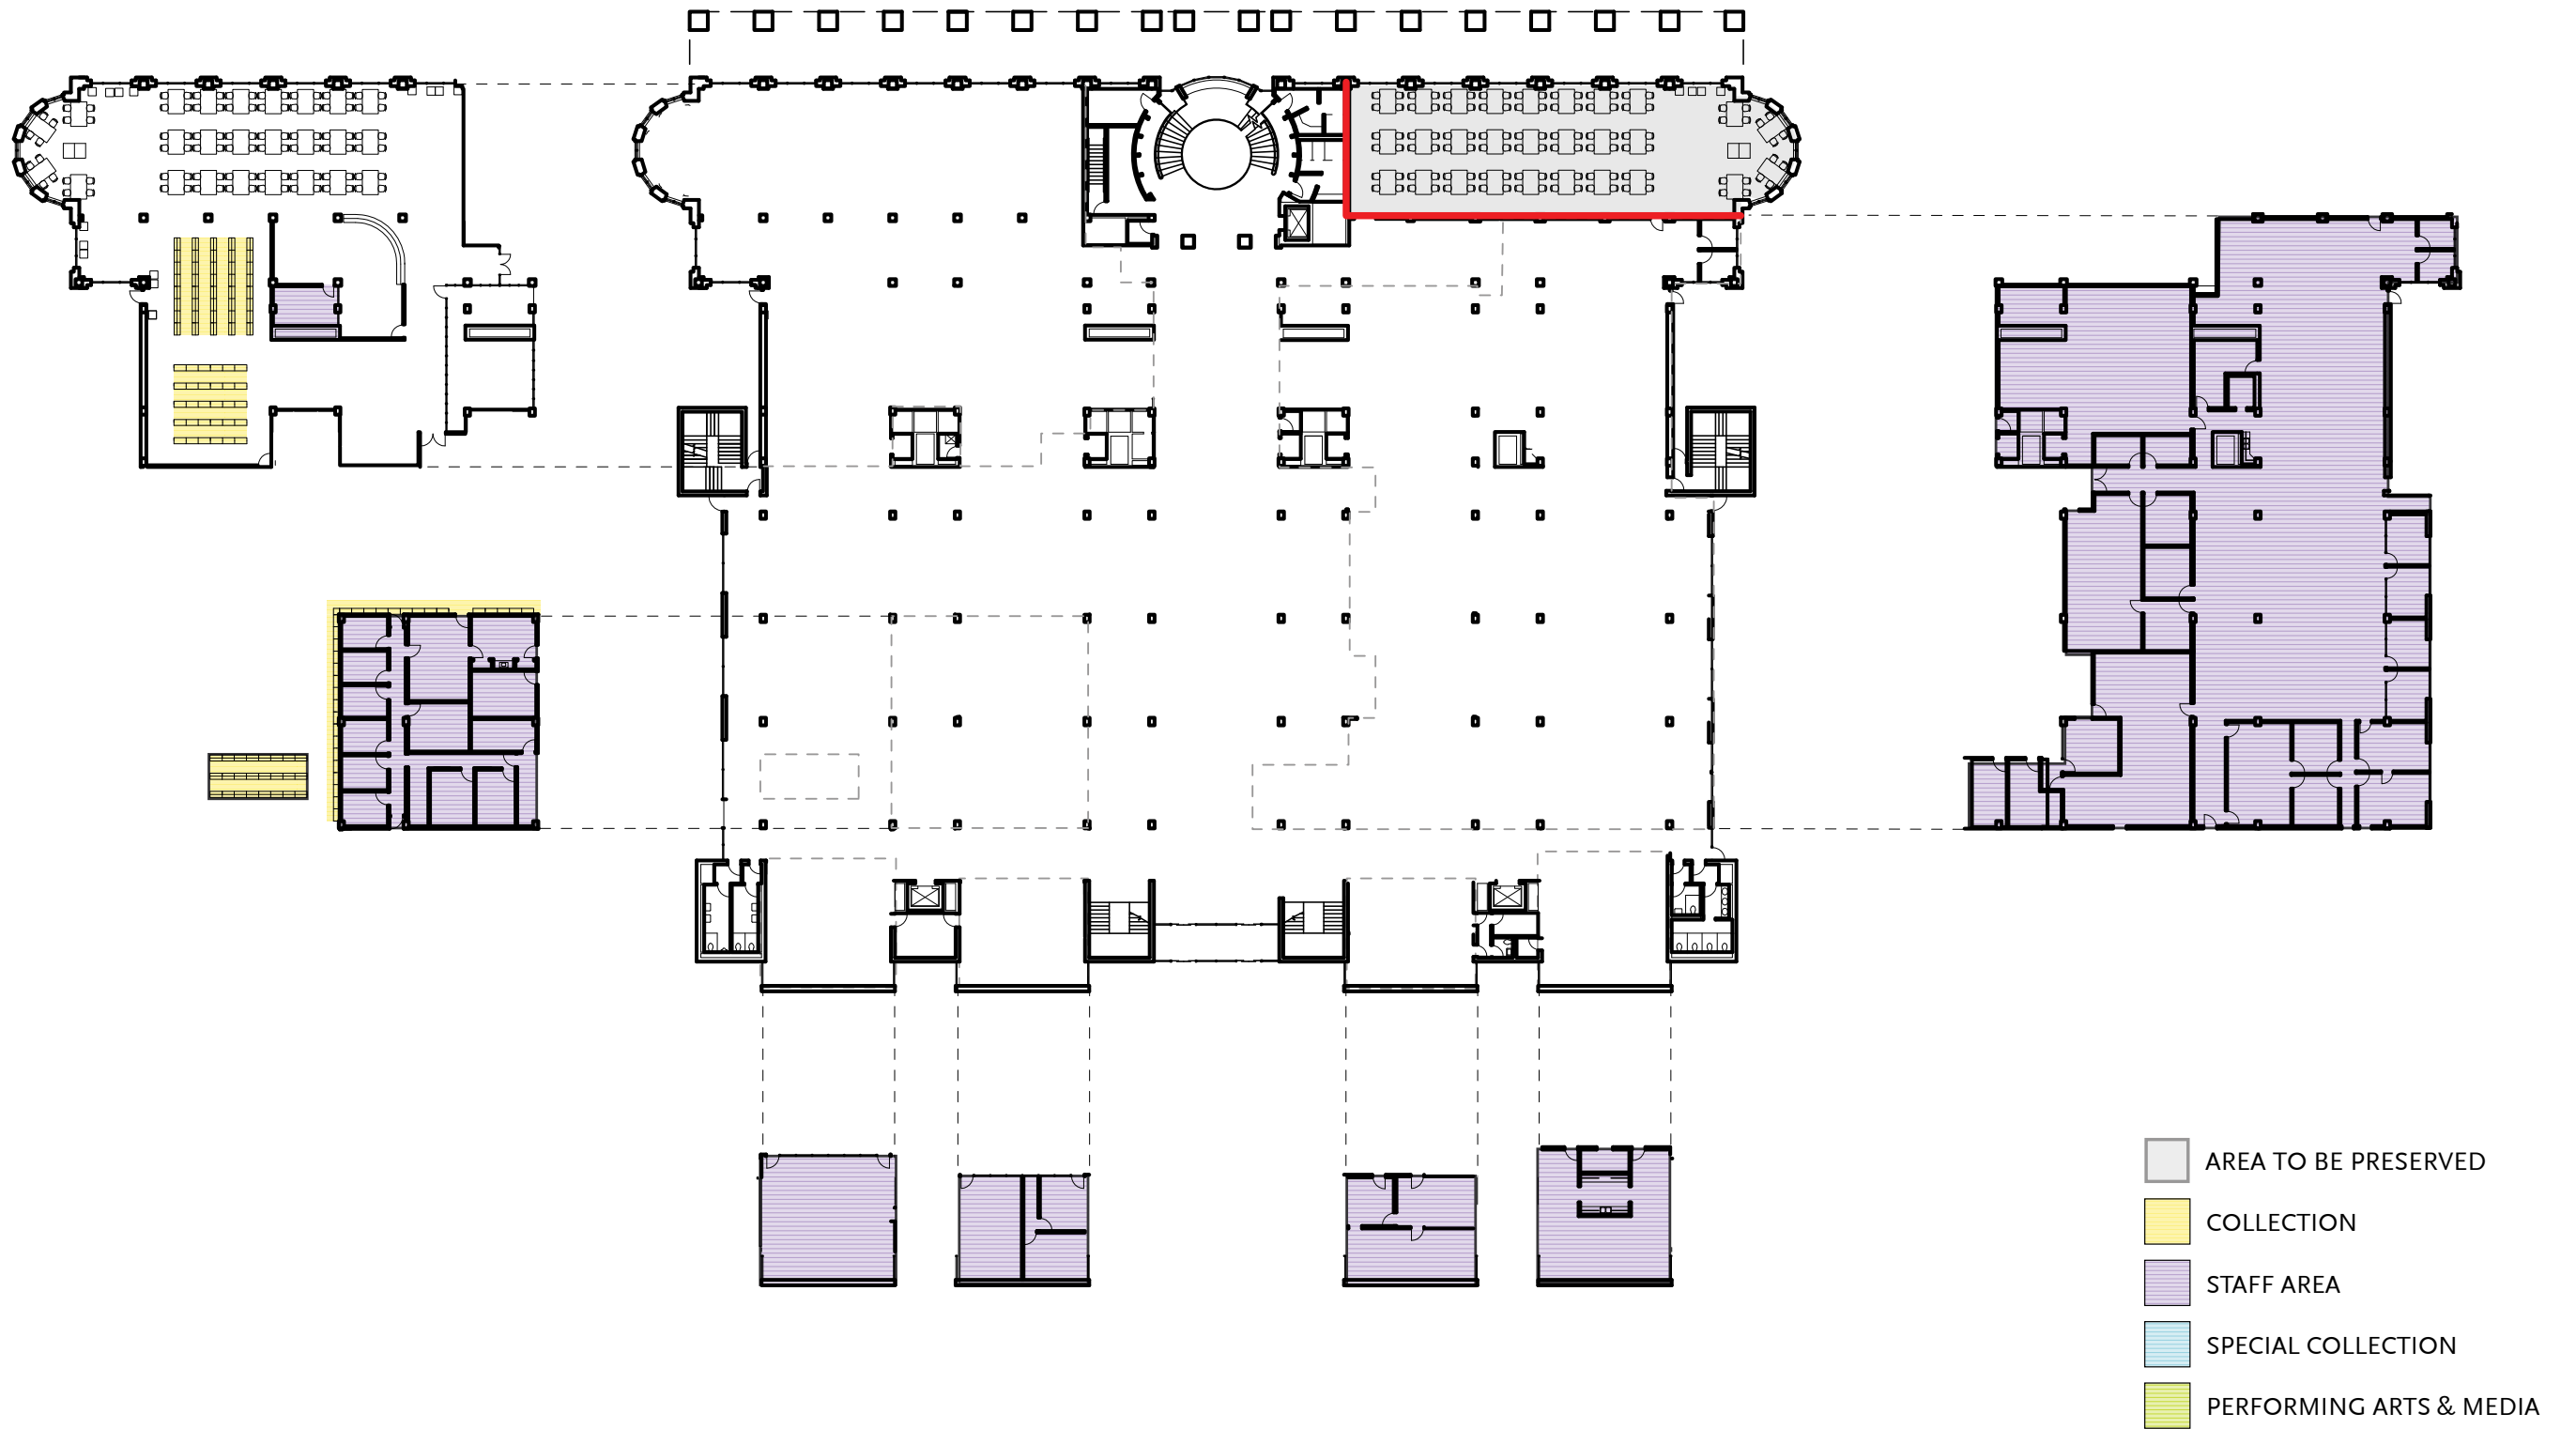 AREA TO BE PRESERVED
COLLECTION
STAFF AREA
SPECIAL COLLECTION
PERFORMING ARTS & MEDIA